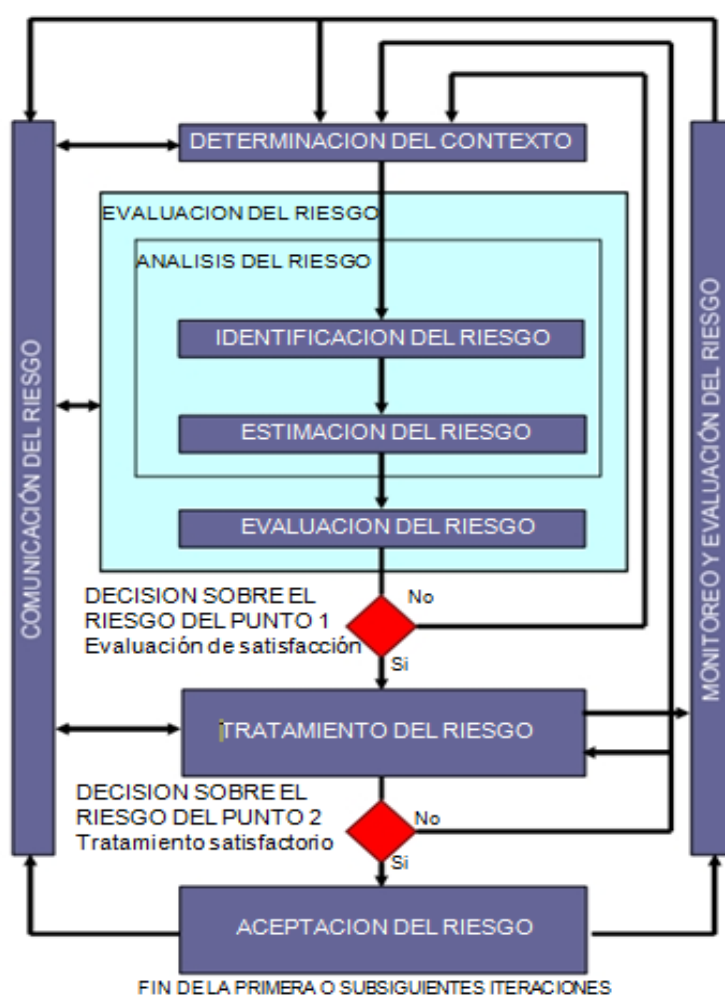 DETERMINACION DEL CONTEXTO
EVALUACION DEL RIESGO
ANALISIS DEL RIESGO
IDENTIFICACION DEL RIESGO
ESTIMACION DEL RIESGO
EVALUACION DEL RIESGO
DECISION SOBRE EL
RIESGO DEL PUNTO 1
Evaluación de satisfacción
No
Si
TRATAMIENTO DEL RIESGO
DECISION SOBRE EL
RIESGO DEL PUNTO 2
Tratamiento satisfactorio
No
Si
ACEPTACION DEL RIESGO
FIN DE LA PRIMERA O SUBSIGUIENTES ITERACIONES
COMUNICACIÓN DEL RIESGO
MONITOREO Y EVALUACIÓN DEL RIESGO